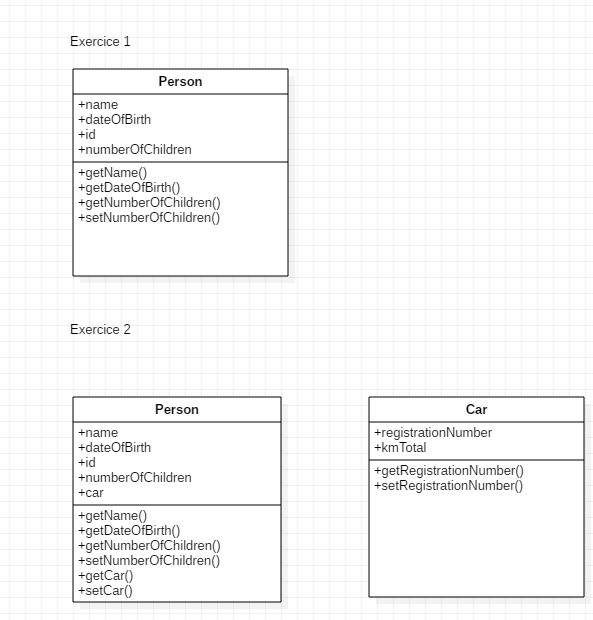 Exercice 1
Person
+name
+dateOfBirth
+id
+numberOfChildren
+getName()
+getDateOfBirth()
+getNumberOfChildren()
+setNumberOfChildren()
Exercice 2
Person
+name
+dateOfBirth
+id
+numberOfChildren
+car
+getName()
+getDateOfBirth()
+getNumberOfChildren()
+setNumberOfChildren()
+getCar()
+setCar()
Car
+registrationNumber
+kmTotal
+getRegistrationNumber()
+setRegistrationNumber()